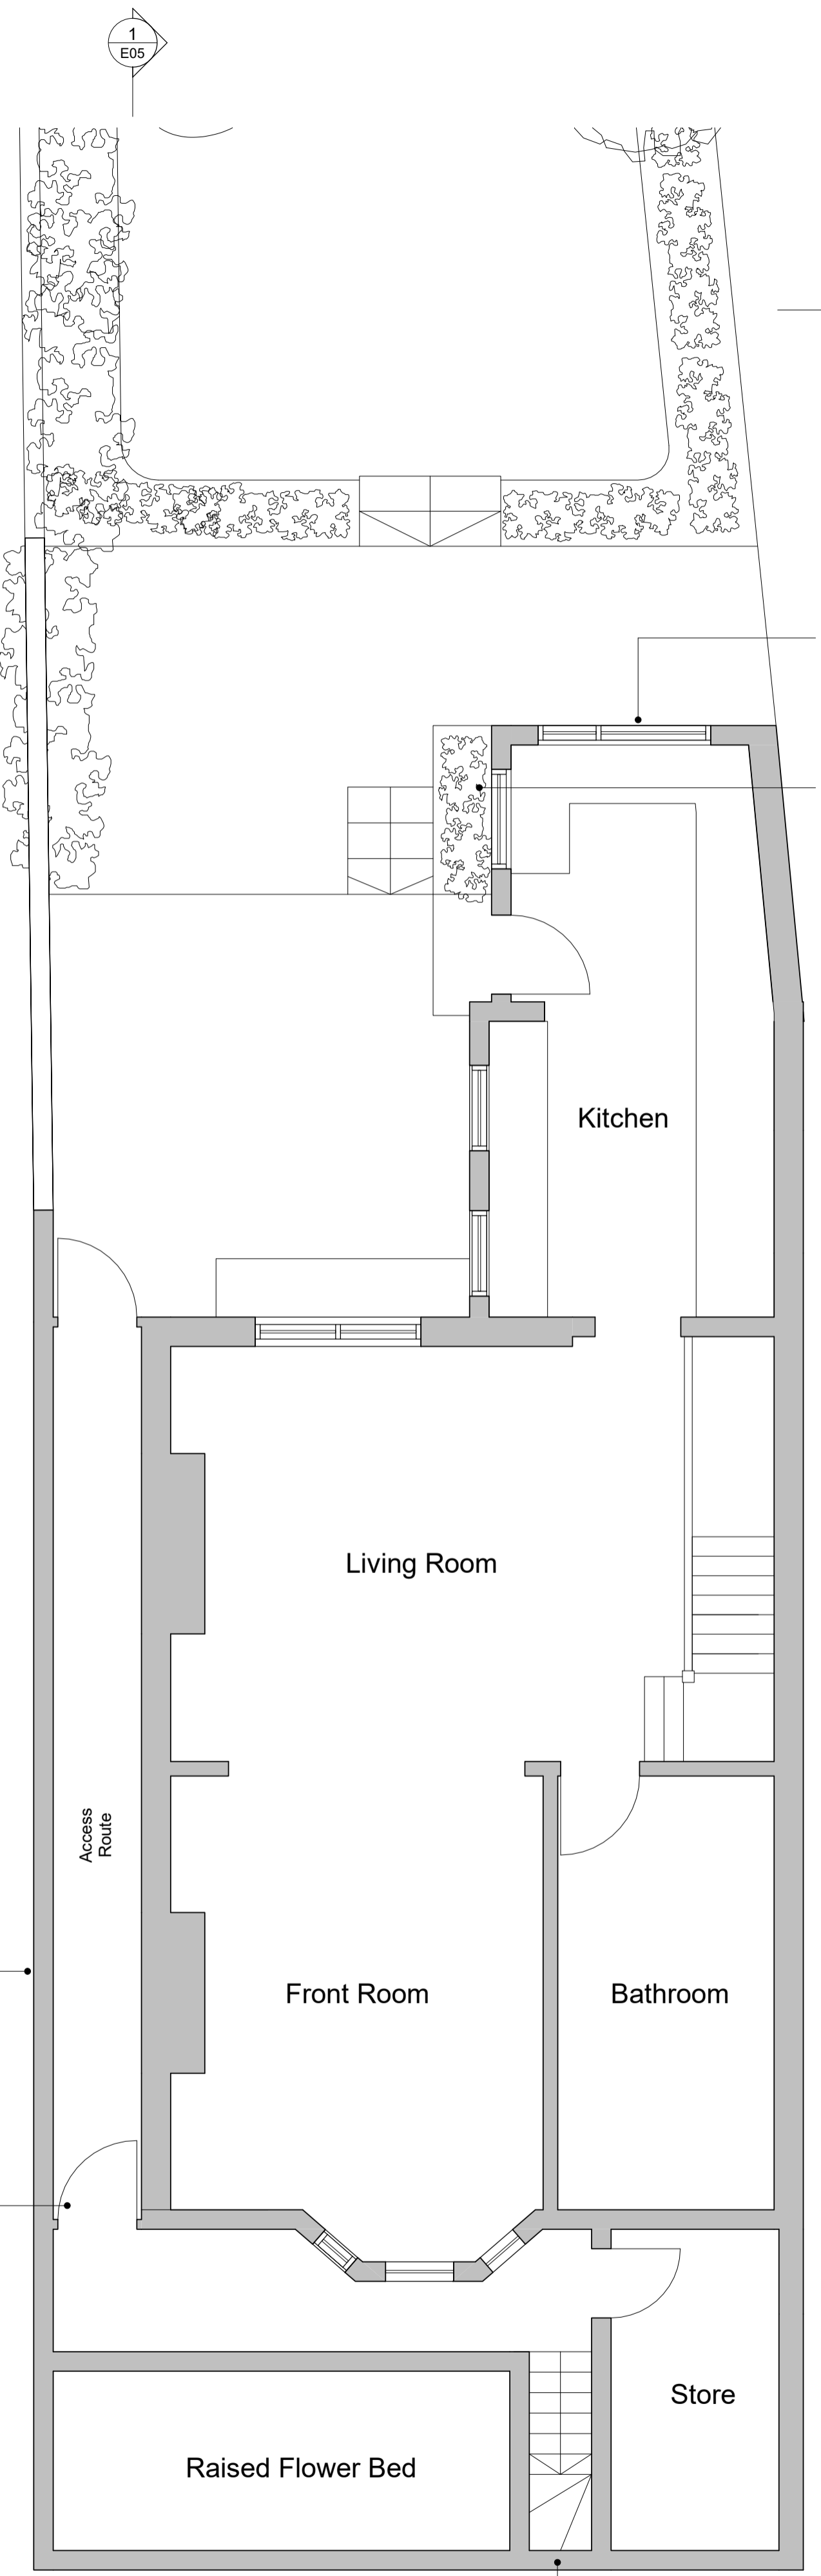 1
E05
Kitchen
Living Room
Access
Route
Front Room
Bathroom
Store
Raised Flower Bed